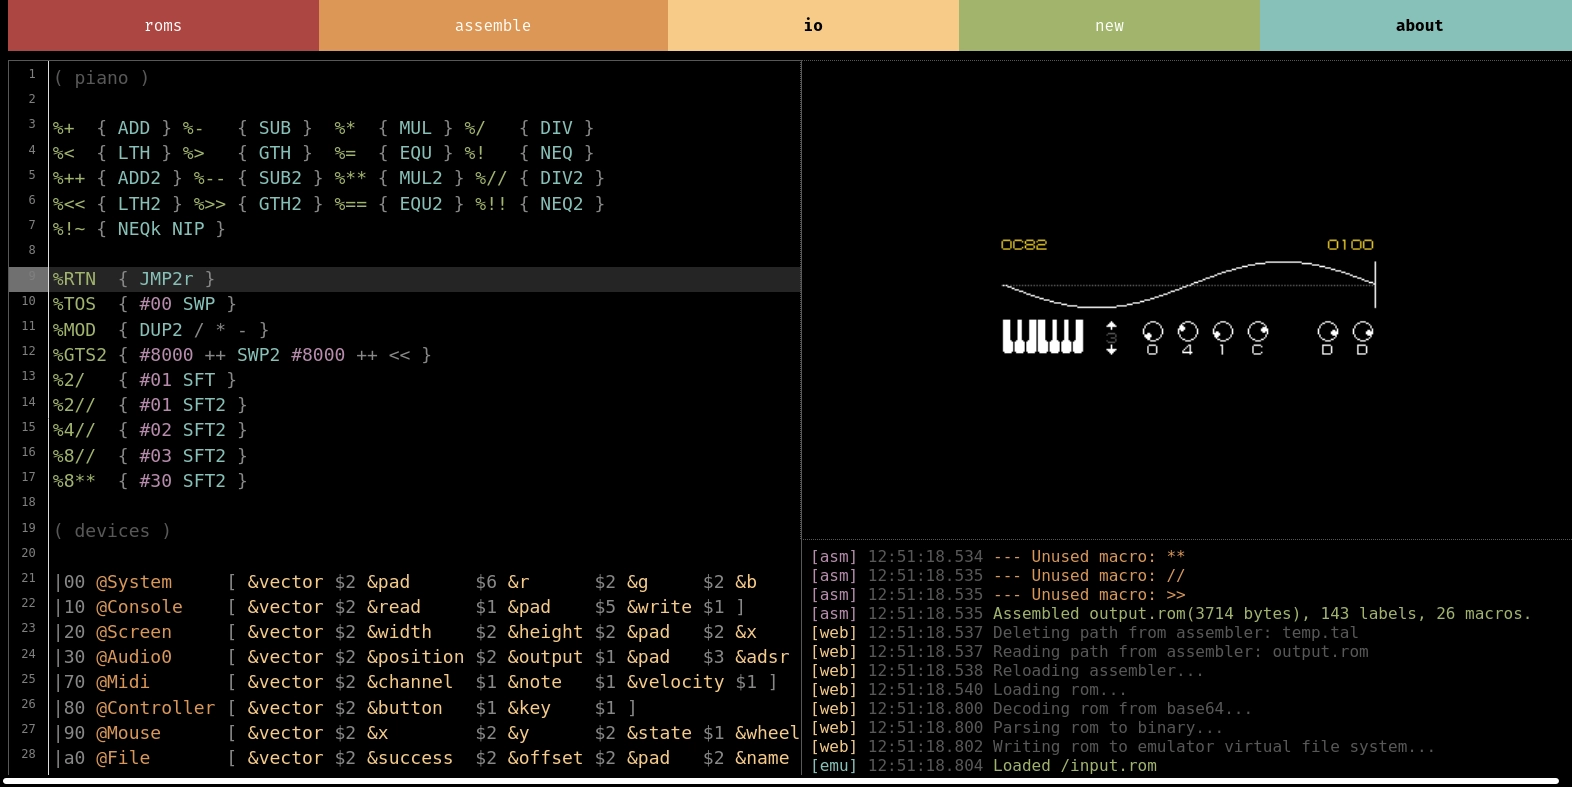 roms assemble io new about
1 ( piano )
2
3 %+ { ADD } %- { SUB } %* { MUL } %/ { DIV }
4 %< { LTH } %> { GTH } %= { EQU } %! { NEQ }
5 %++ { ADD2 } %-- { SUB2 } %** { MUL2 } %// { DIV2 }
6 %<< { LTH2 } %>> { GTH2 } %== { EQU2 } %!! { NEQ2 }
7 %!~ { NEQk NIP }
8
9 %RTN { JMP2r }
10 %TOS { #00 SWP }
11 %MOD { DUP2 / * - }
12 %GTS2 { #8000 ++ SWP2 #8000 ++ << }
13 %2/ { #01 SFT }
14 %2// { #01 SFT2 }
15 %4// { #02 SFT2 }
16 %8// { #03 SFT2 }
17 %8** { #30 SFT2 }
18
19 ( devices )
20
21 |00 @System [ &vector $2 &pad $6 &r $2 &g $2 &b
22 |10 @Console [ &vector $2 &read $1 &pad $5 &write $1 ]
23 |20 @Screen [ &vector $2 &width $2 &height $2 &pad $2 &x
24 |30 @Audio0 [ &vector $2 &position $2 &output $1 &pad $3 &adsr
25 |70 @Midi [ &vector $2 &channel $1 &note $1 &velocity $1 ]
26 |80 @Controller [ &vector $2 &button $1 &key $1 ]
27 |90 @Mouse [ &vector $2 &x $2 &y $2 &state $1 &wheel
28 |a0 @File [ &vector $2 &success $2 &offset $2 &pad $2 &name
0C82 0100
3
0 4 1 C D D
[asm] 12:51:18.534 --- Unused macro: **
[asm] 12:51:18.535 --- Unused macro: //
[asm] 12:51:18.535 --- Unused macro: >>
[asm] 12:51:18.535 Assembled output.rom(3714 bytes), 143 labels, 26 macros.
[web] 12:51:18.537 Deleting path from assembler: temp.tal
[web] 12:51:18.537 Reading path from assembler: output.rom
[web] 12:51:18.538 Reloading assembler...
[web] 12:51:18.540 Loading rom...
[web] 12:51:18.800 Decoding rom from base64...
[web] 12:51:18.800 Parsing rom to binary...
[web] 12:51:18.802 Writing rom to emulator virtual file system...
[emu] 12:51:18.804 Loaded /input.rom